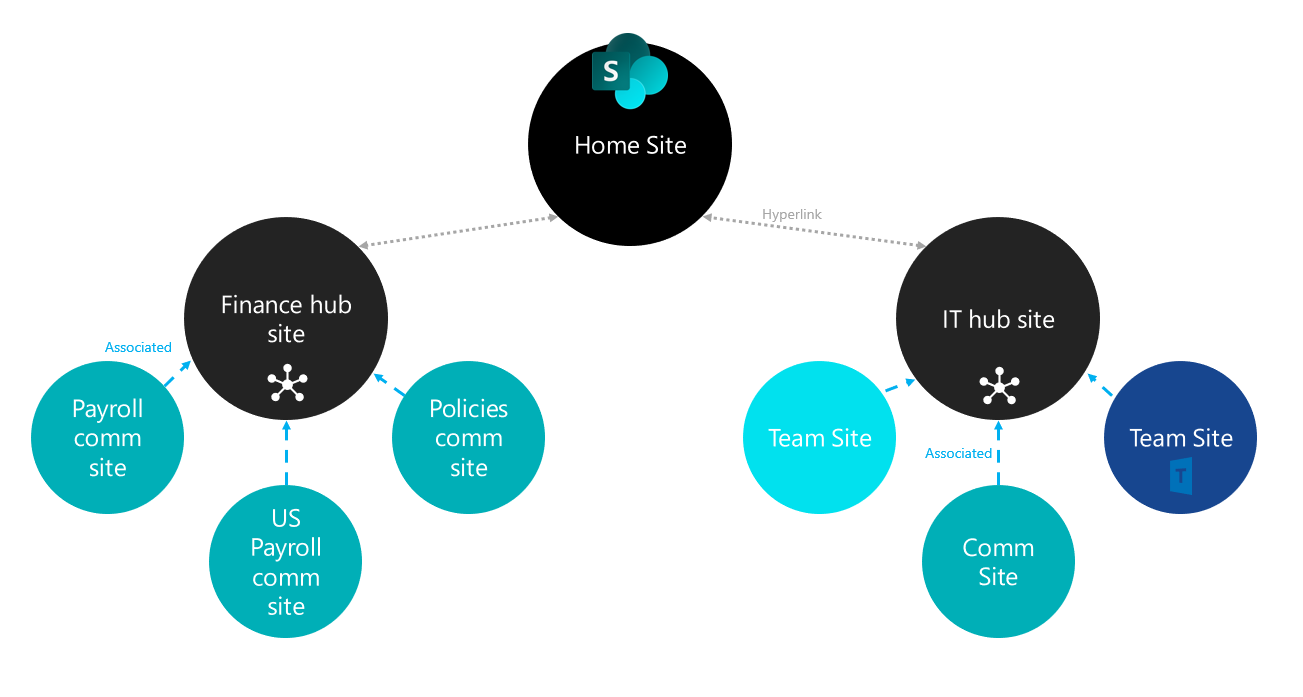 S
Home Site
Hyperlink
Finance hub
site
IT hub site
Associated
Payroll
comm
site
Policies
comm
site
US
Payroll
comm
site
Team Site
Associated
Team Site
T
Comm
Site